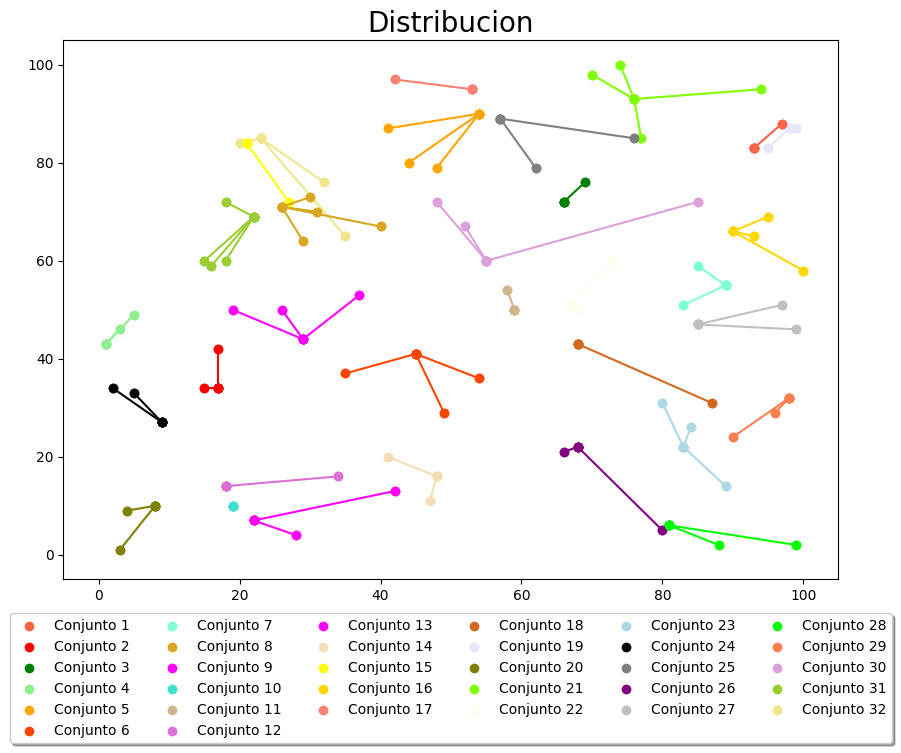 Distribucion
100
80
60
40
20
0
0 20 40 60 80 100
Conjunto 1 Conjunto 7 Conjunto 13 Conjunto 18 Conjunto 23 Conjunto 28
Conjunto 2 Conjunto 8 Conjunto 14 Conjunto 19 Conjunto 24 Conjunto 29
Conjunto 3 Conjunto 9 Conjunto 15 Conjunto 20 Conjunto 25 Conjunto 30
Conjunto 4 Conjunto 10 Conjunto 16 Conjunto 21 Conjunto 26 Conjunto 31
Conjunto 5 Conjunto 11 Conjunto 17 Conjunto 22 Conjunto 27 Conjunto 32
Conjunto 6 Conjunto 12